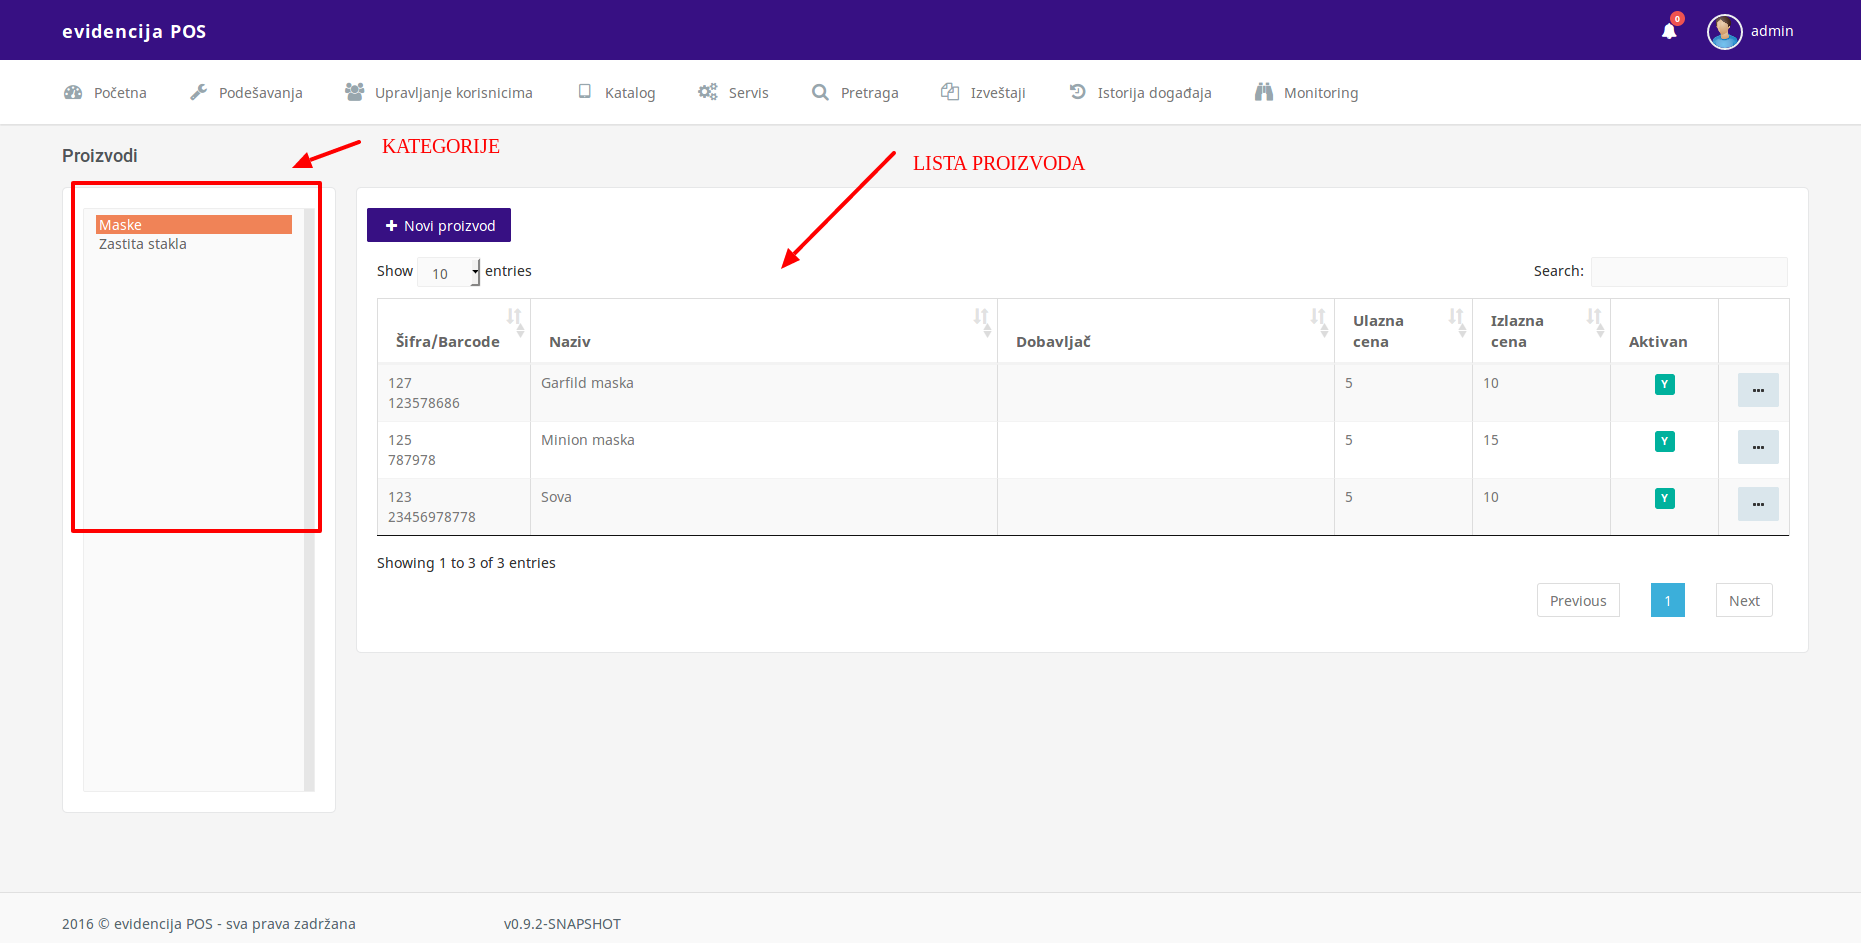 evidencija POS
0
admin
Početna
Podešavanja
Upravljanje korisnicima
Katalog
Servis
Pretraga
Izveštaji
Istorija događaja
Monitoring
Proizvodi
KATEGORIJE
LISTA PROIZVODA
Maske
Zastita stakla
Novi proizvod
Show 10 entries
Search:
Šifra/Barcode
Naziv
Dobavljač
Ulazna
cena
Izlazna
cena
Aktivan
127
123578686
Garfild maska
5
10
Y
125
787978
Minion maska
5
15
Y
123
23456978778
Sova
5
10
Y
Showing 1 to 3 of 3 entries
Previous
1
Next
2016 © evidencija POS - sva prava zadržana
v0.9.2-SNAPSHOT